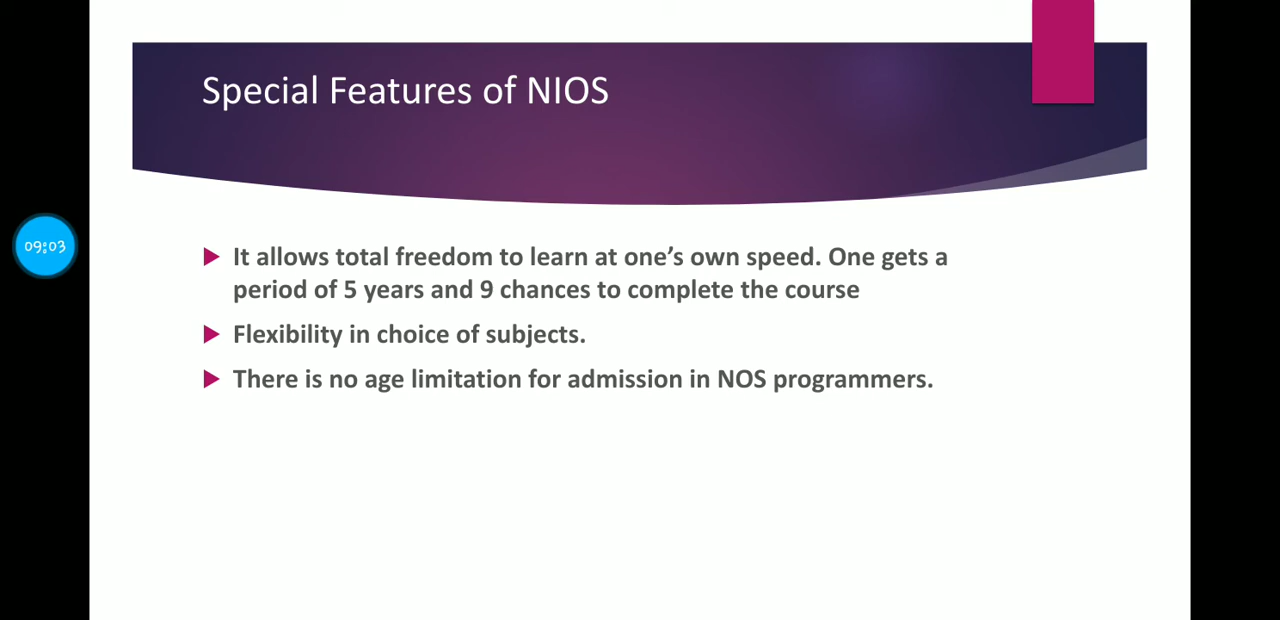 Special Features of NIOS
09:03
It allows total freedom to learn at one’s own speed. One gets a
period of 5 years and 9 chances to complete the course
Flexibility in choice of subjects.
There is no age limitation for admission in NOS programmers.